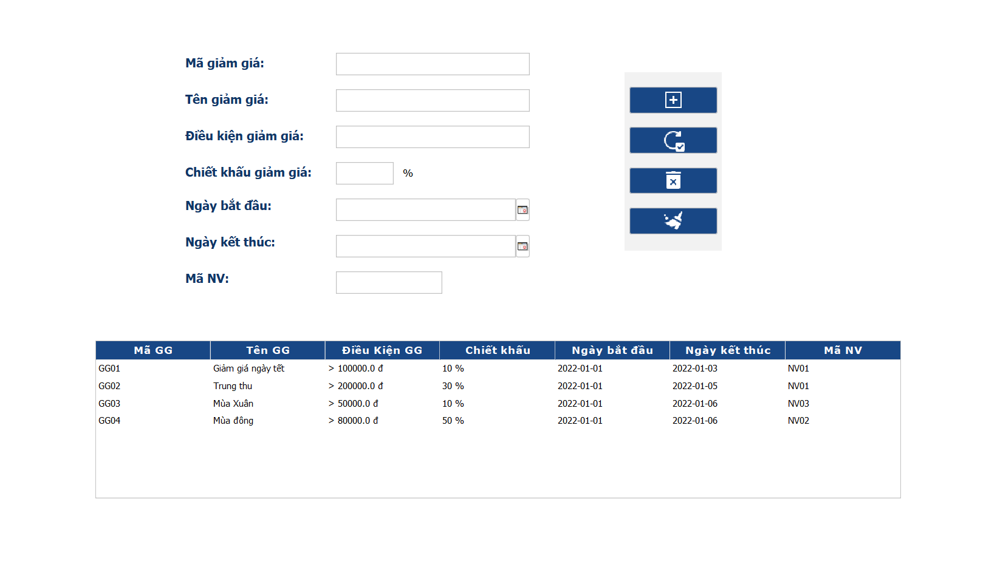 Mã giảm giá:
Tên giảm giá:
Điều kiện giảm giá:
Chiết khấu giảm giá: %
Ngày bắt đầu:
Ngày kết thúc:
Mã NV:
Mã GG Tên GG Điều Kiện GG Chiết khấu Ngày bắt đầu Ngày kết thúc Mã NV
GG01 Giảm giá ngày tết > 100000.0 đ 10 % 2022-01-01 2022-01-03 NV01
GG02 Trung thu > 200000.0 đ 30 % 2022-01-01 2022-01-05 NV01
GG03 Mùa Xuân > 50000.0 đ 10 % 2022-01-01 2022-01-06 NV03
GG04 Mùa đông > 80000.0 đ 50 % 2022-01-01 2022-01-06 NV02